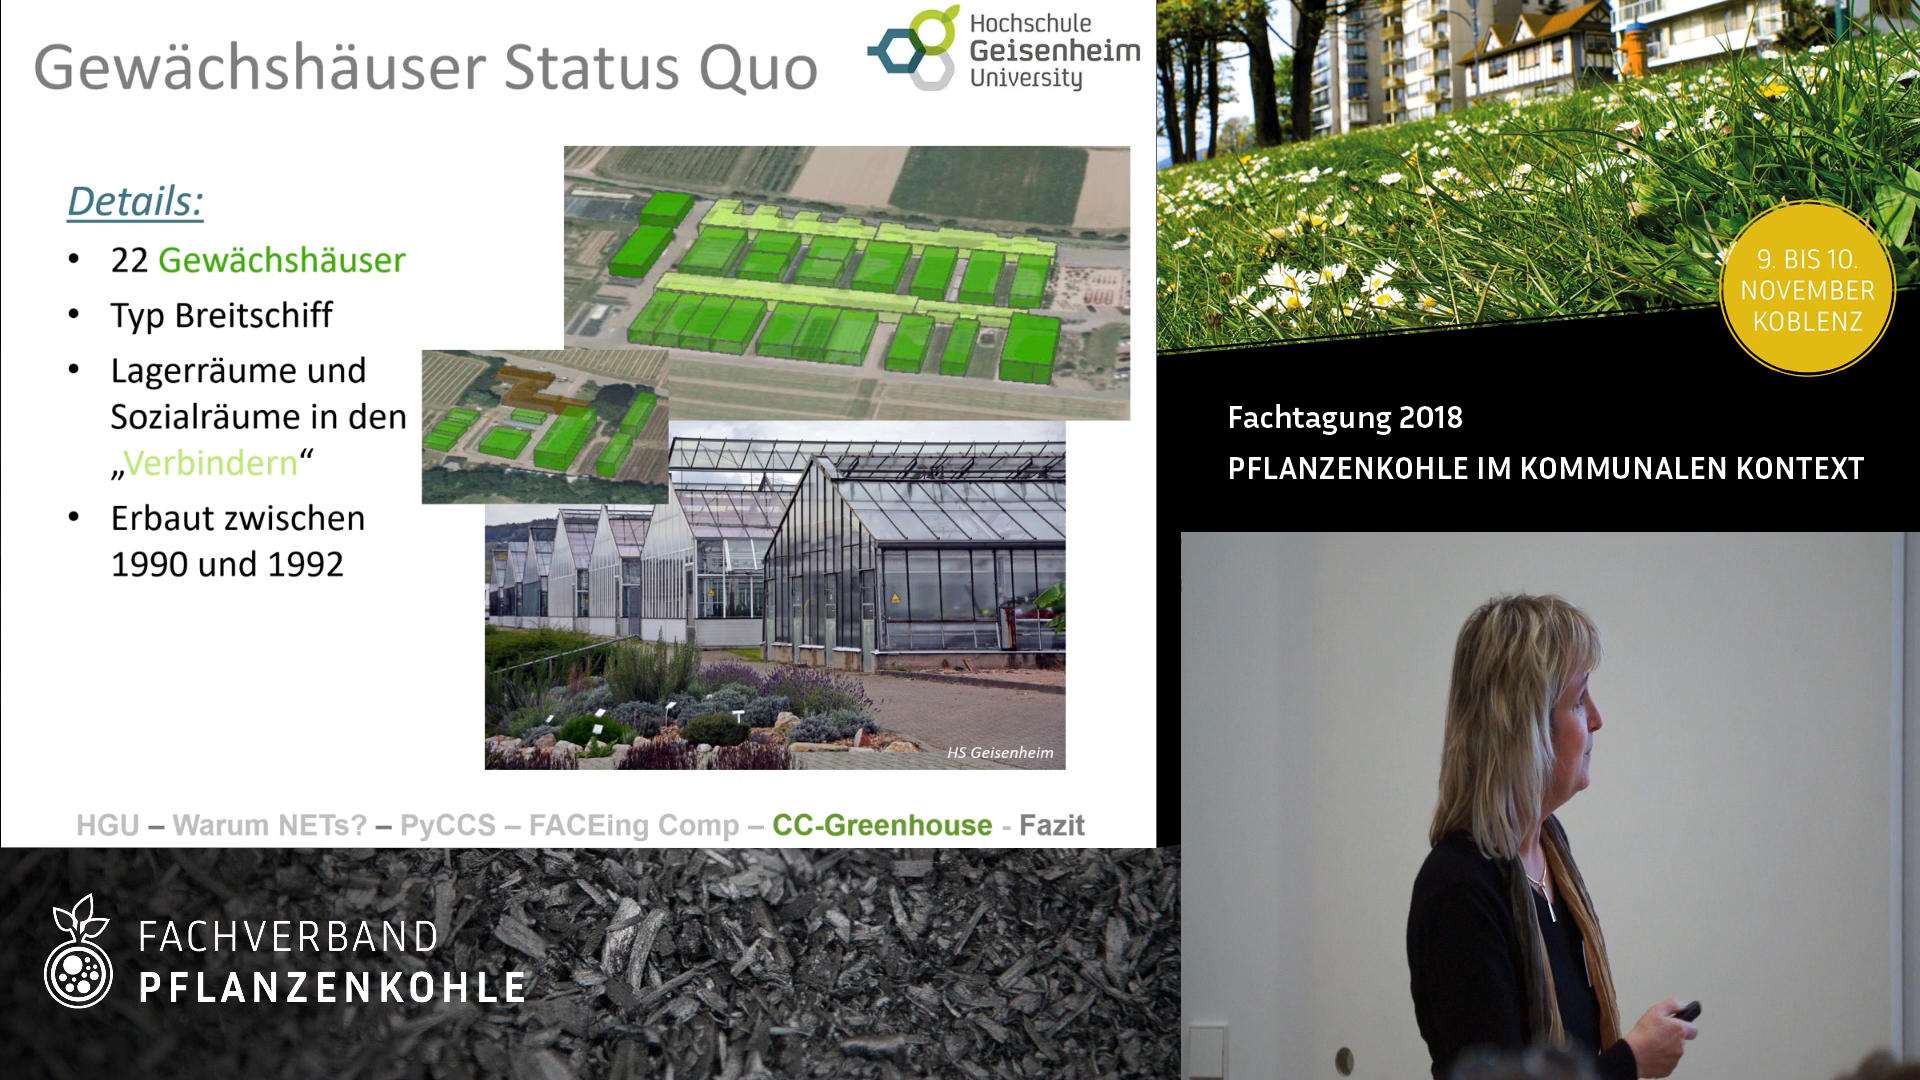 Gewächshäuser Status Quo
Hochschule
Geisenheim
University
Details:
• 22 Gewächshäuser
• Typ Breitschiff
• Lagerräume und
Sozialräume in den
„Verbindern“
• Erbaut zwischen
1990 und 1992
HS Geisenheim
HGU – Warum NETs? – PyCCS – FACEing Comp – CC-Greenhouse - Fazit
9. BIS 10.
NOVEMBER
KOBLENZ
Fachtagung 2018
PFLANZENKOHLE IM KOMMUNALEN KONTEXT
FACHVERBAND
PFLANZENKOHLE